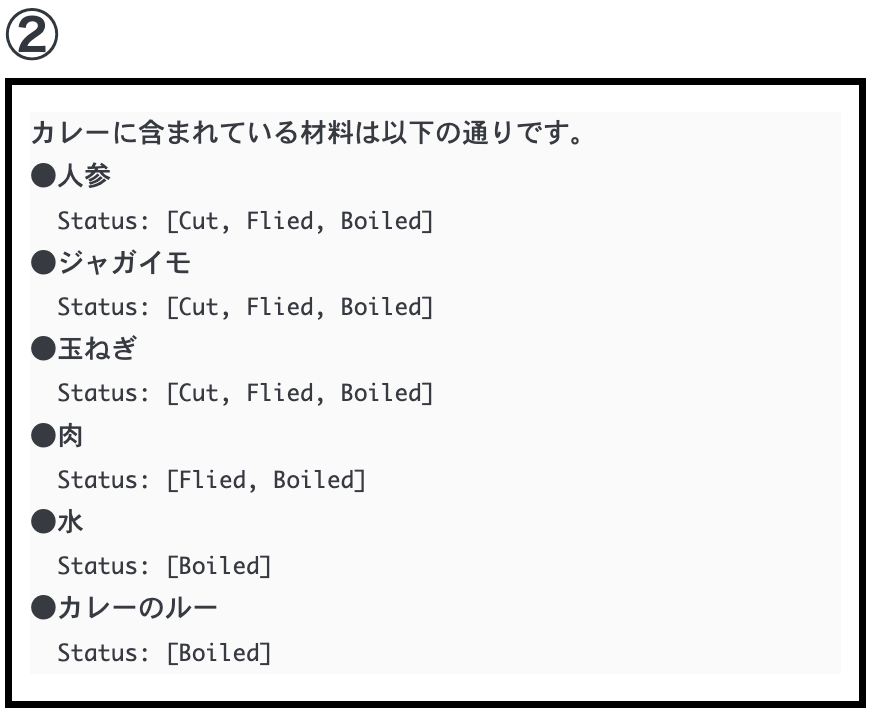 ②
カレーに含まれている材料は以下の通りです。
●人参
Status: [Cut, Flied, Boiled]
●ジャガイモ
Status: [Cut, Flied, Boiled]
●玉ねぎ
Status: [Cut, Flied, Boiled]
●肉
Status: [Flied, Boiled]
●水
Status: [Boiled]
●カレーのルー
Status: [Boiled]